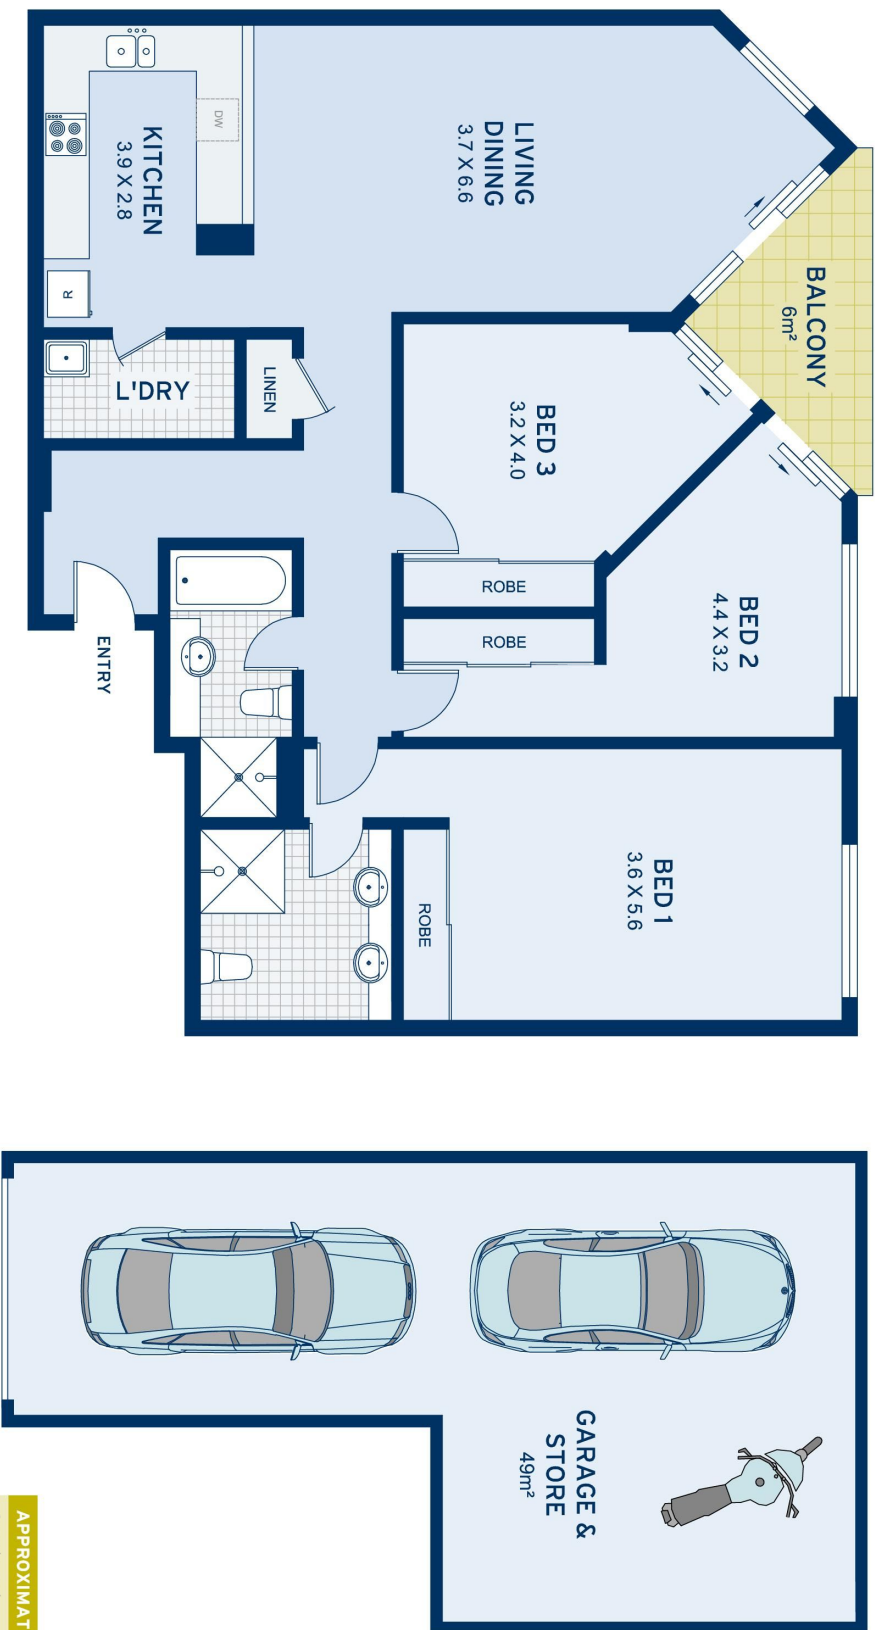 KITCHEN
3.9 X 2.8
DW
R
LIVING
DINING
3.7 X 6.6
BALCONY
6m²
L'DRY
LINEN
BED 3
3.2 X 4.0
ROBE
ROBE
BED 2
4.4 X 3.2
ENTRY
BED 1
3.6 X 5.6
ROBE
GARAGE &
STORE
49m²
APPROXIMAT